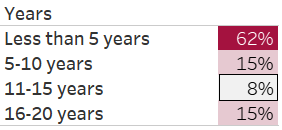 Years
Less than 5 years 62%
5-10 years 15%
11-15 years 8%
16-20 years 15%